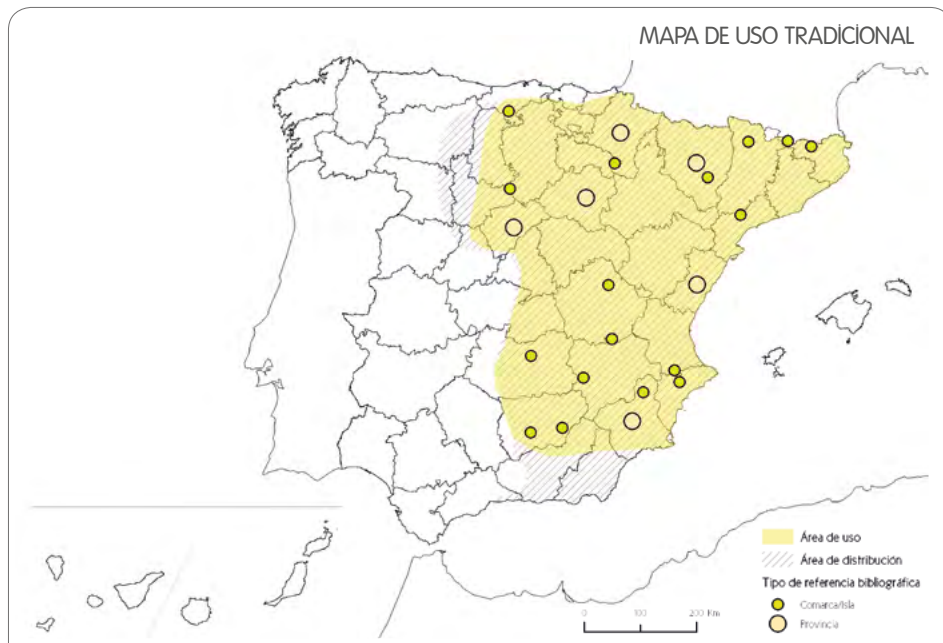 MAPA DE USO TRADICIONAL
Área de uso
Área de distribución
Tipo de referencia bibliográfica
Comarca/Isla
Provincia
0 100 200 Km